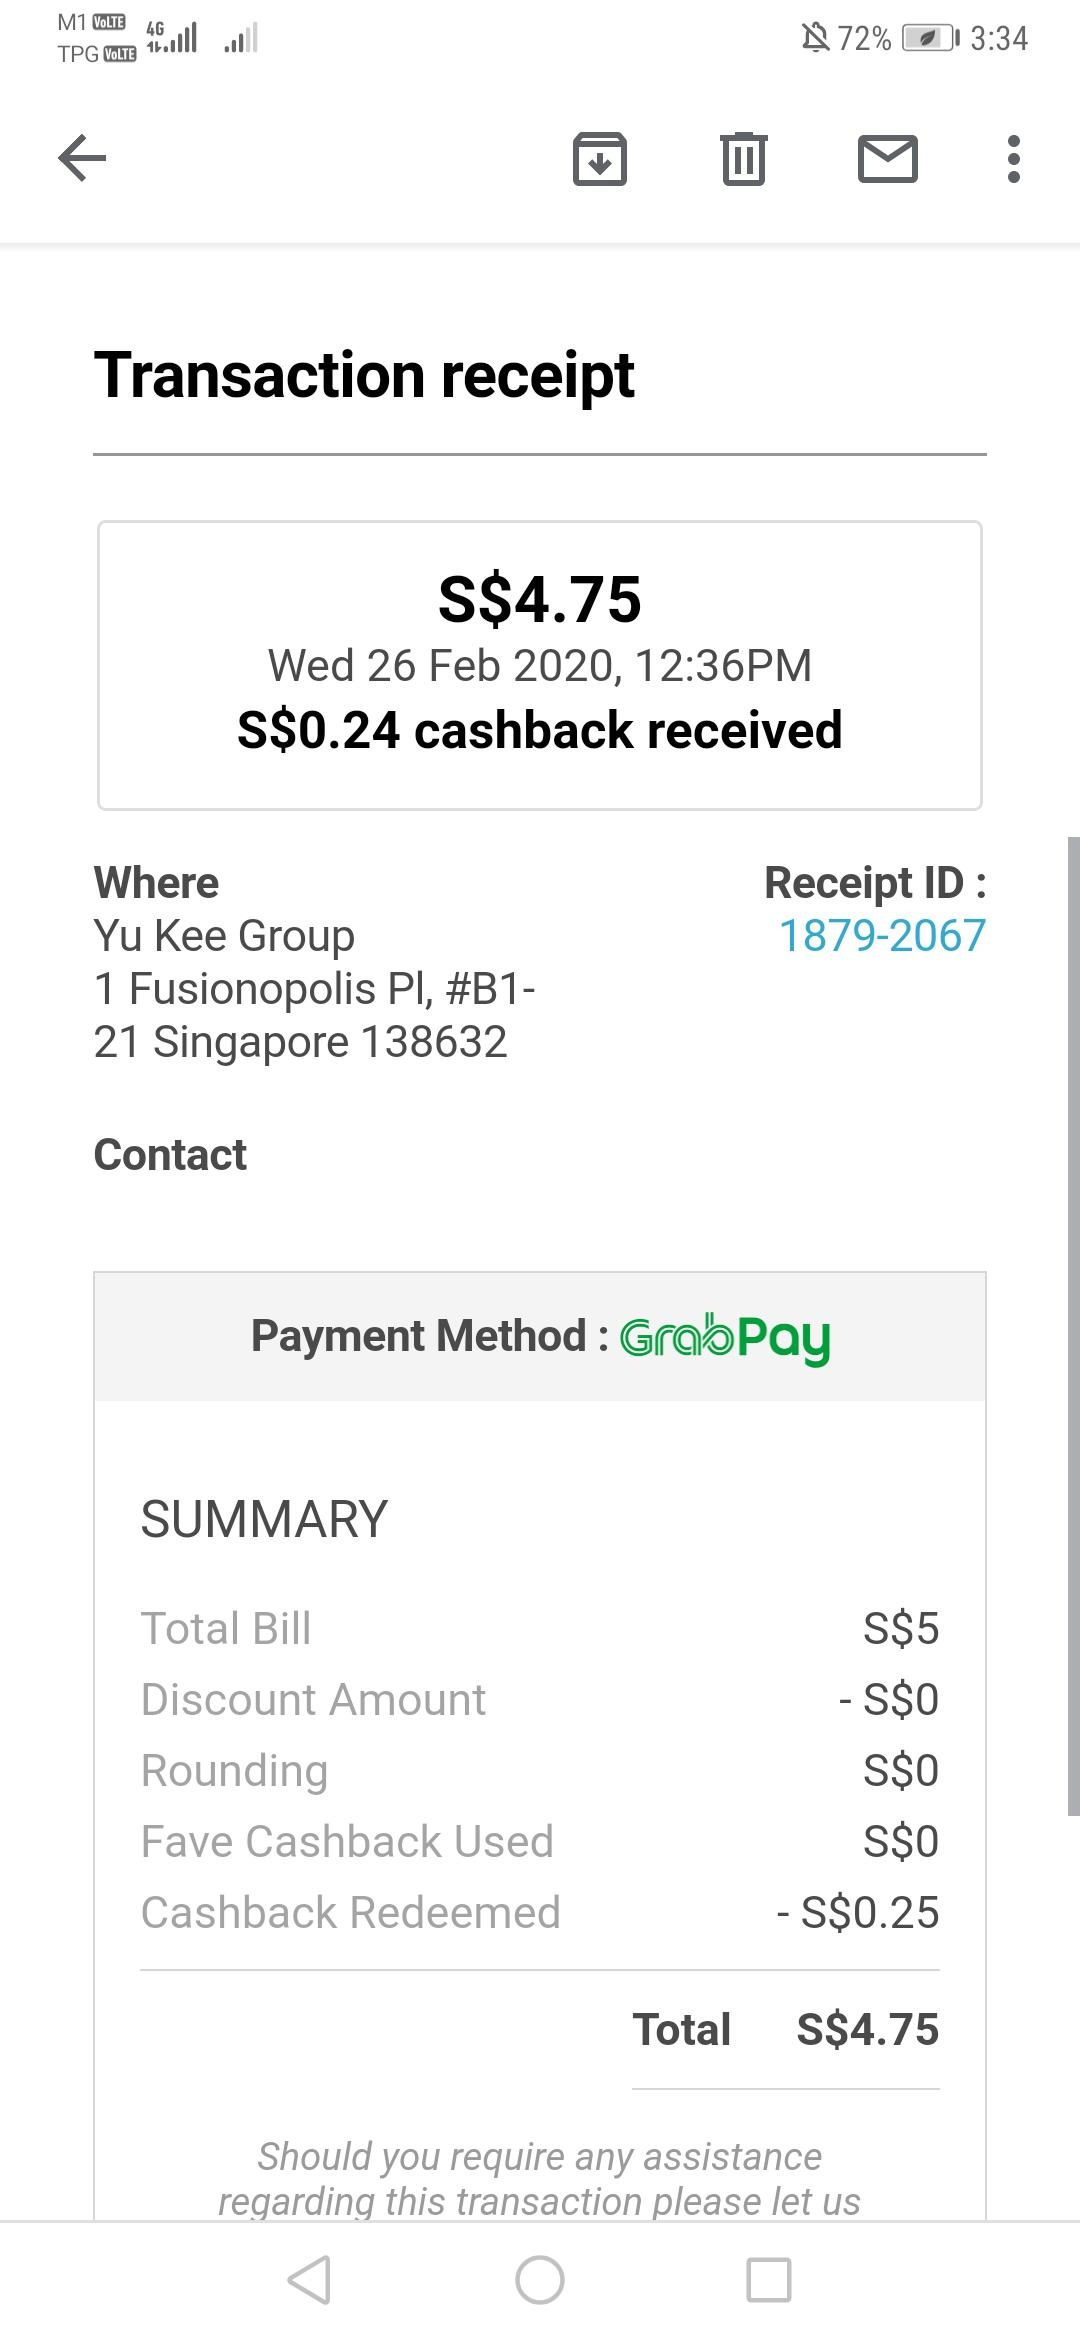 M1 VoLTE 4G 72% 3:34
TPG VoLTE
Transaction receipt
S$4.75
Wed 26 Feb 2020, 12:36PM
S$0.24 cashback received
Where
Yu Kee Group
1 Fusionopolis Pl, #B1-
21 Singapore 138632
Receipt ID :
1879-2067
Contact
Payment Method : GrabPay
SUMMARY
Total Bill S$5
Discount Amount - S$0
Rounding S$0
Fave Cashback Used S$0
Cashback Redeemed - S$0.25
Total S$4.75
Should you require any assistance
regarding this transaction please let us